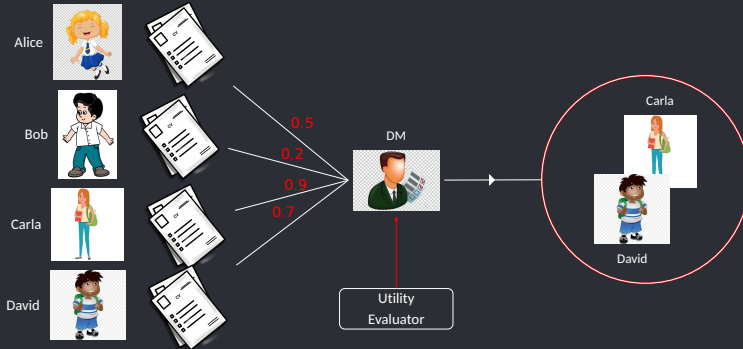 Alice
Bob
Carla
David
0.5
0.2
0.9
0.7
DM
Utility
Evaluator
Carla
David